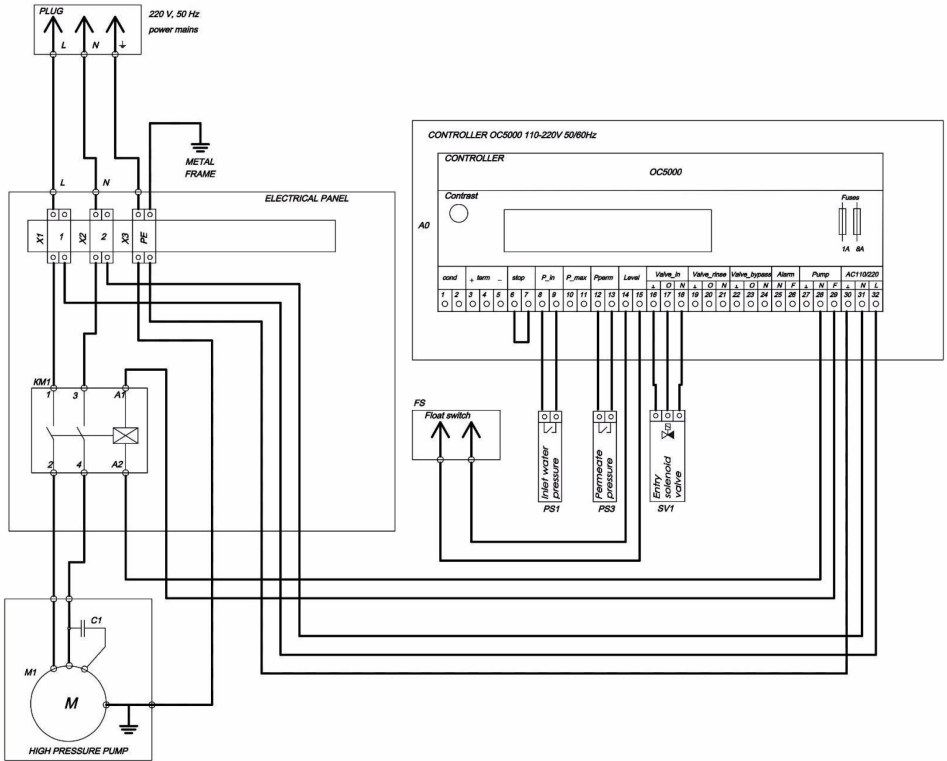 PLUG
220 V, 50 Hz
power mains
L N
METAL
FRAME
L N
ELECTRICAL PANEL
X1 1 X2 2 X3 PE
KM1
1 3 A1
2 4 A2
C1
M1
M
HIGH PRESSURE PUMP
CONTROLLER OC5000 110-220V 50/60Hz
CONTROLLER
OC5000
Contrast
Fuses
A0
1A 8A
cond + term - stop P_in P_max Pperm Level Valve_in Valve_rinse Valve_bypass Alarm Pump AC110/220
O N O N O N N F N F N L
1 2 3 4 5 6 7 8 9 10 11 12 13 14 15 16 17 18 19 20 21 22 23 24 25 26 27 28 29 30 31 32
FS
Float switch
Inlet water
pressure
PS1
Permeate
pressure
PS3
Entry
solenoid
valve
SV1